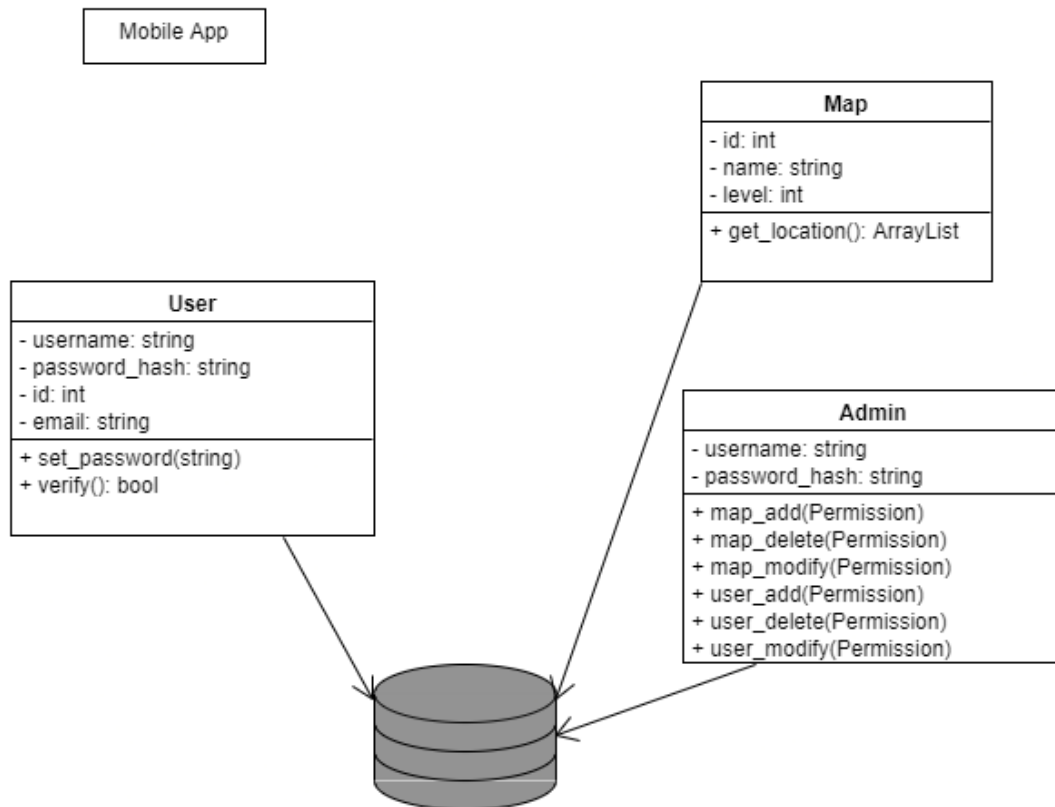 Mobile App
Map
- id: int
- name: string
- level: int
+ get_location(): ArrayList
User
- username: string
- password_hash: string
- id: int
- email: string
+ set_password(string)
+ verify(): bool
Admin
- username: string
- password_hash: string
+ map_add(Permission)
+ map_delete(Permission)
+ map_modify(Permission)
+ user_add(Permission)
+ user_delete(Permission)
+ user_modify(Permission)